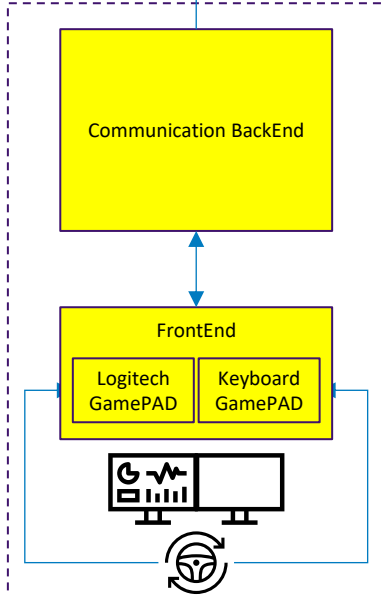 Communication BackEnd
FrontEnd
Logitech
GamePAD
Keyboard
GamePAD